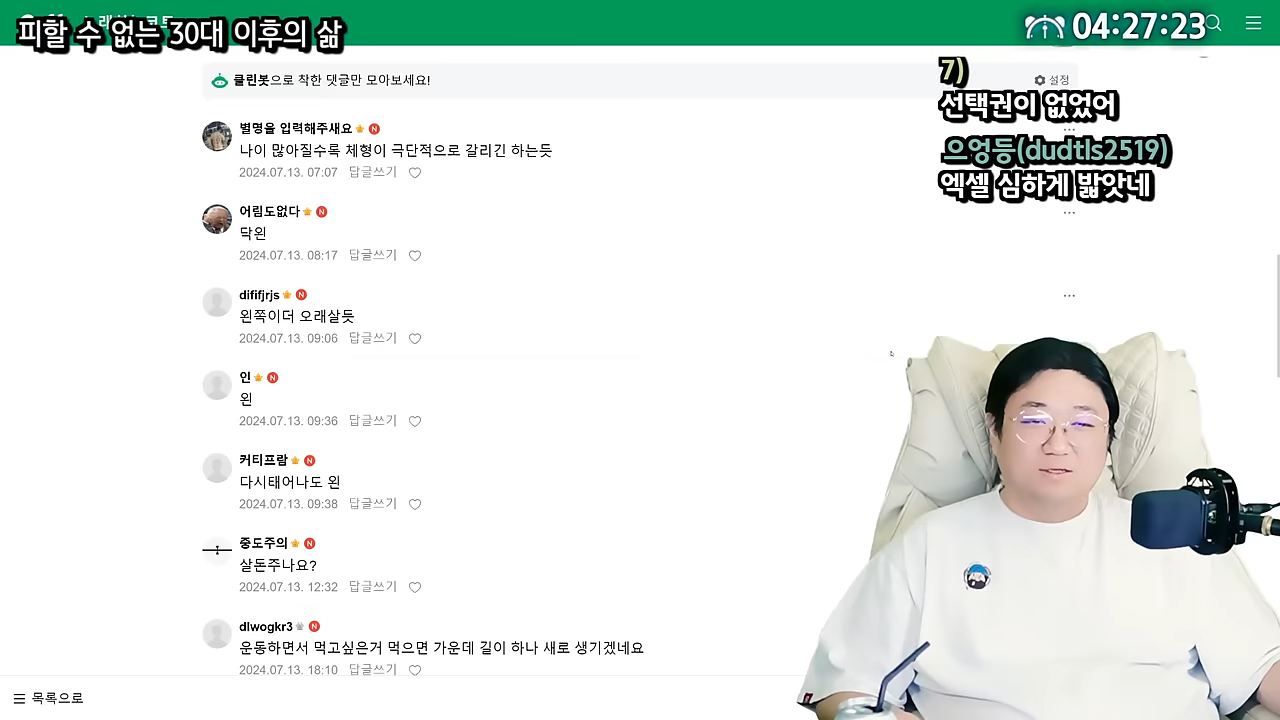 피할 수 없는 30대 이후의 삶
04:27:23
클린봇으로 착한 댓글만 모아보세요!
설정
7)
선택권이 없었어
으엉등(dudtls2519)
엑셀 심하게 밟앗네
별명을 입력해주새요
나이 많아질수록 체형이 극단적으로 갈리긴 하는듯
2024.07.13. 07:07 답글쓰기
어림도없다
닥왼
2024.07.13. 08:17 답글쓰기
dififjrjs
왼쪽이더 오래살듯
2024.07.13. 09:06 답글쓰기
인
왼
2024.07.13. 09:36 답글쓰기
커티프람
다시태어나도 왼
2024.07.13. 09:38 답글쓰기
중도주의
살돈주나요?
2024.07.13. 12:32 답글쓰기
dlwogkr3
운동하면서 먹고싶은거 먹으면 가운데 길이 하나 새로 생기겠네요
2024.07.13. 18:10 답글쓰기
목록으로